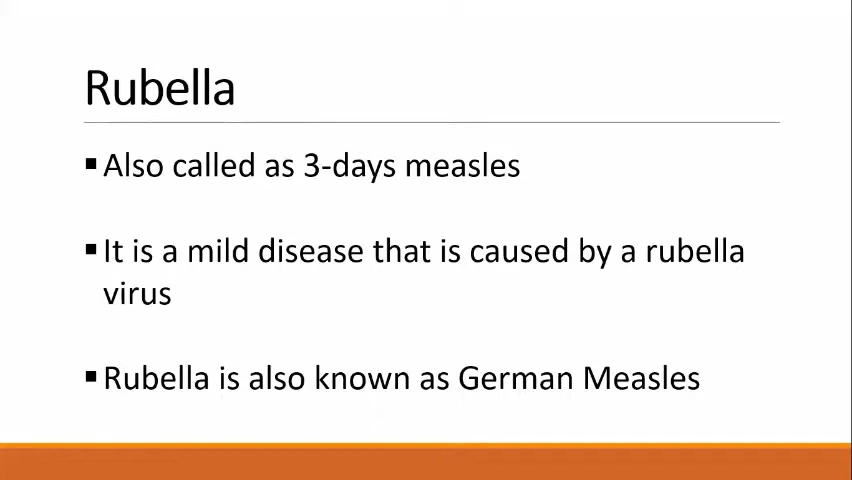 Rubella
▪Also called as 3-days measles
▪It is a mild disease that is caused by a rubella
virus
▪Rubella is also known as German Measles